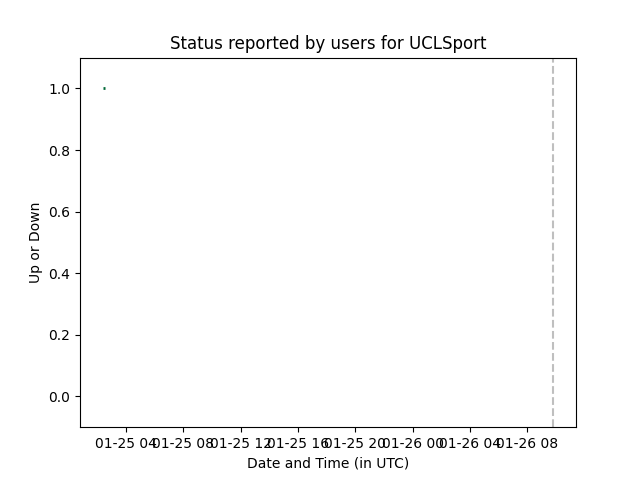 Status reported by users for UCLSport
1.0
0.8
0.6
0.4
0.2
0.0
Up or Down
01-25 04 01-25 08 01-25 12 01-25 16 01-25 20 01-26 00 01-26 04 01-26 08
Date and Time (in UTC)